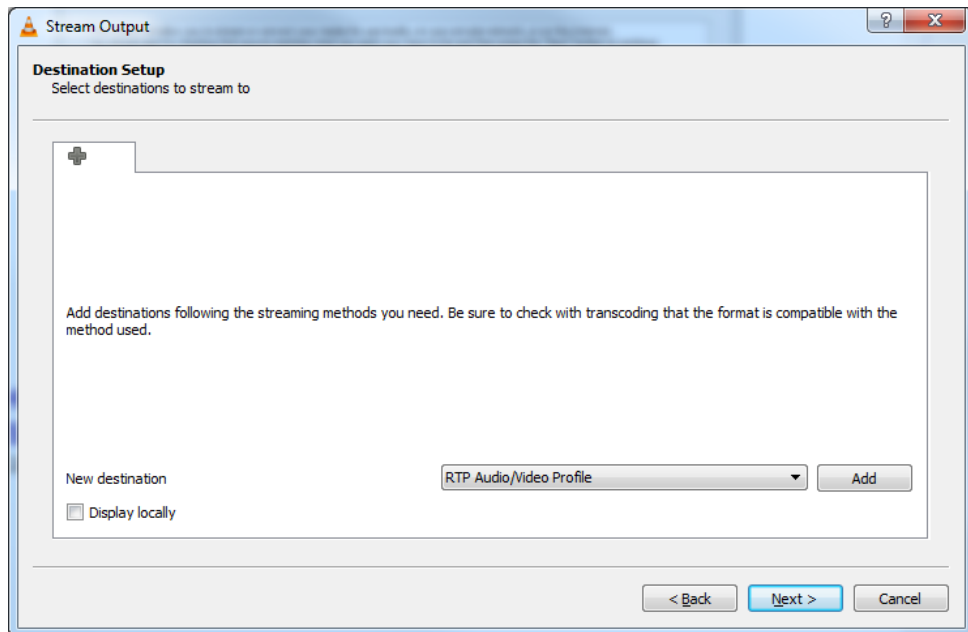 Stream Output
Destination Setup
Select destinations to stream to
Add destinations following the streaming methods you need. Be sure to check with transcoding that the format is compatible with the
method used.
New destination
RTP Audio/Video Profile
Add
Display locally
< Back
Next >
Cancel